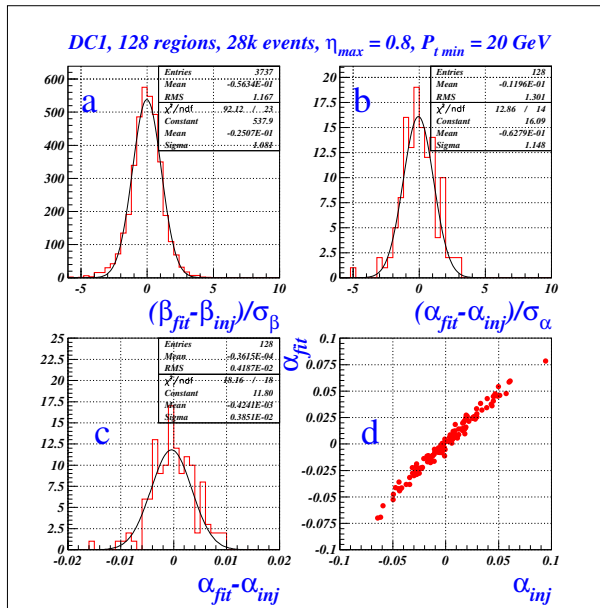 DC1, 128 regions, 28k events, ηmax = 0.8, Pt min = 20 GeV
a
Entries 3737
Mean -0.5634E-01
RMS 1.167
χ²/ndf 92.12 / 23
Constant 537.9
Mean -0.2507E-01
Sigma 1.081
600
500
400
300
200
100
0
-5 0 5 10
(βfit-βinj)/σβ
b
Entries 128
Mean -0.1196E-01
RMS 1.301
χ²/ndf 12.86 / 14
Constant 16.09
Mean -0.6279E-01
Sigma 1.148
20
17.5
15
12.5
10
7.5
5
2.5
0
-5 0 5 10
(αfit-αinj)/σα
c
Entries 128
Mean -0.3615E-04
RMS 0.4187E-02
χ²/ndf 18.16 / 18
Constant 11.80
Mean -0.4241E-03
Sigma 0.3851E-02
25
22.5
20
17.5
15
12.5
10
7.5
5
2.5
0
-0.02 -0.01 0 0.01 0.02
αfit-αinj
d
αfit
0.1
0.075
0.05
0.025
0
-0.025
-0.05
-0.075
-0.1
-0.1 -0.05 0 0.05 0.1
αinj